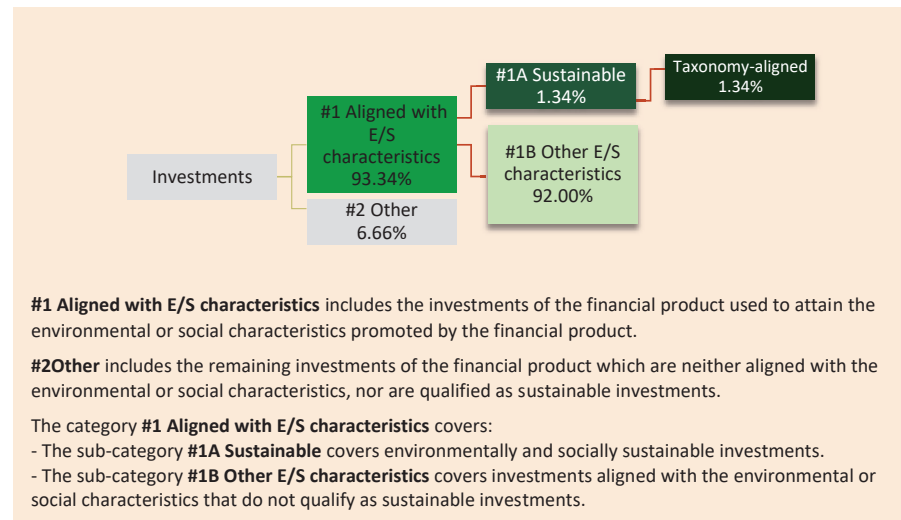 Investments
#1 Aligned with
E/S
characteristics
93.34%
#2 Other
6.66%
#1A Sustainable
1.34%
#1B Other E/S
characteristics
92.00%
Taxonomy-aligned
1.34%
#1 Aligned with E/S characteristics includes the investments of the financial product used to attain the
environmental or social characteristics promoted by the financial product.
#2Other includes the remaining investments of the financial product which are neither aligned with the
environmental or social characteristics, nor are qualified as sustainable investments.
The category #1 Aligned with E/S characteristics covers:
- The sub-category #1A Sustainable covers environmentally and socially sustainable investments.
- The sub-category #1B Other E/S characteristics covers investments aligned with the environmental or
social characteristics that do not qualify as sustainable investments.